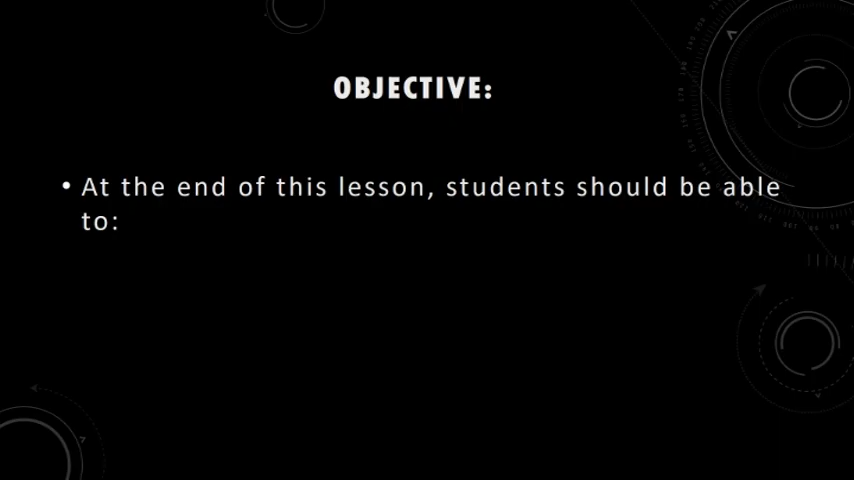 OBJECTIVE:
• At the end of this lesson, students should be able
to: